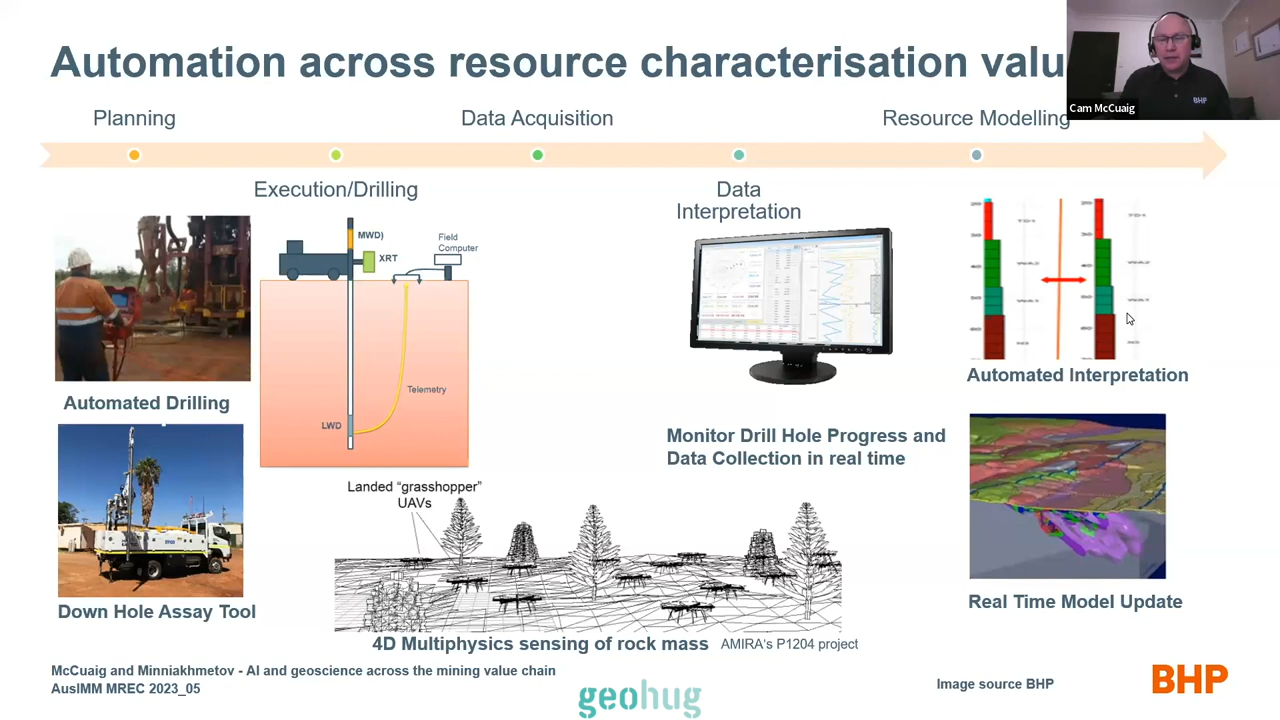 Automation across resource characterisation valu
BHP
Cam McCuaig
Planning
Data Acquisition
Resource Modelling
Execution/Drilling
Data
Interpretation
MWD)
XRT
Field
Computer
Telemetry
LWD
Automated Drilling
Monitor Drill Hole Progress and
Data Collection in real time
Automated Interpretation
Landed “grasshopper”
UAVs
Down Hole Assay Tool
Real Time Model Update
4D Multiphysics sensing of rock mass
AMIRA's P1204 project
McCuaig and Minniakhmetov - AI and geoscience across the mining value chain
AusIMM MREC 2023_05
geohug
Image source BHP
BHP